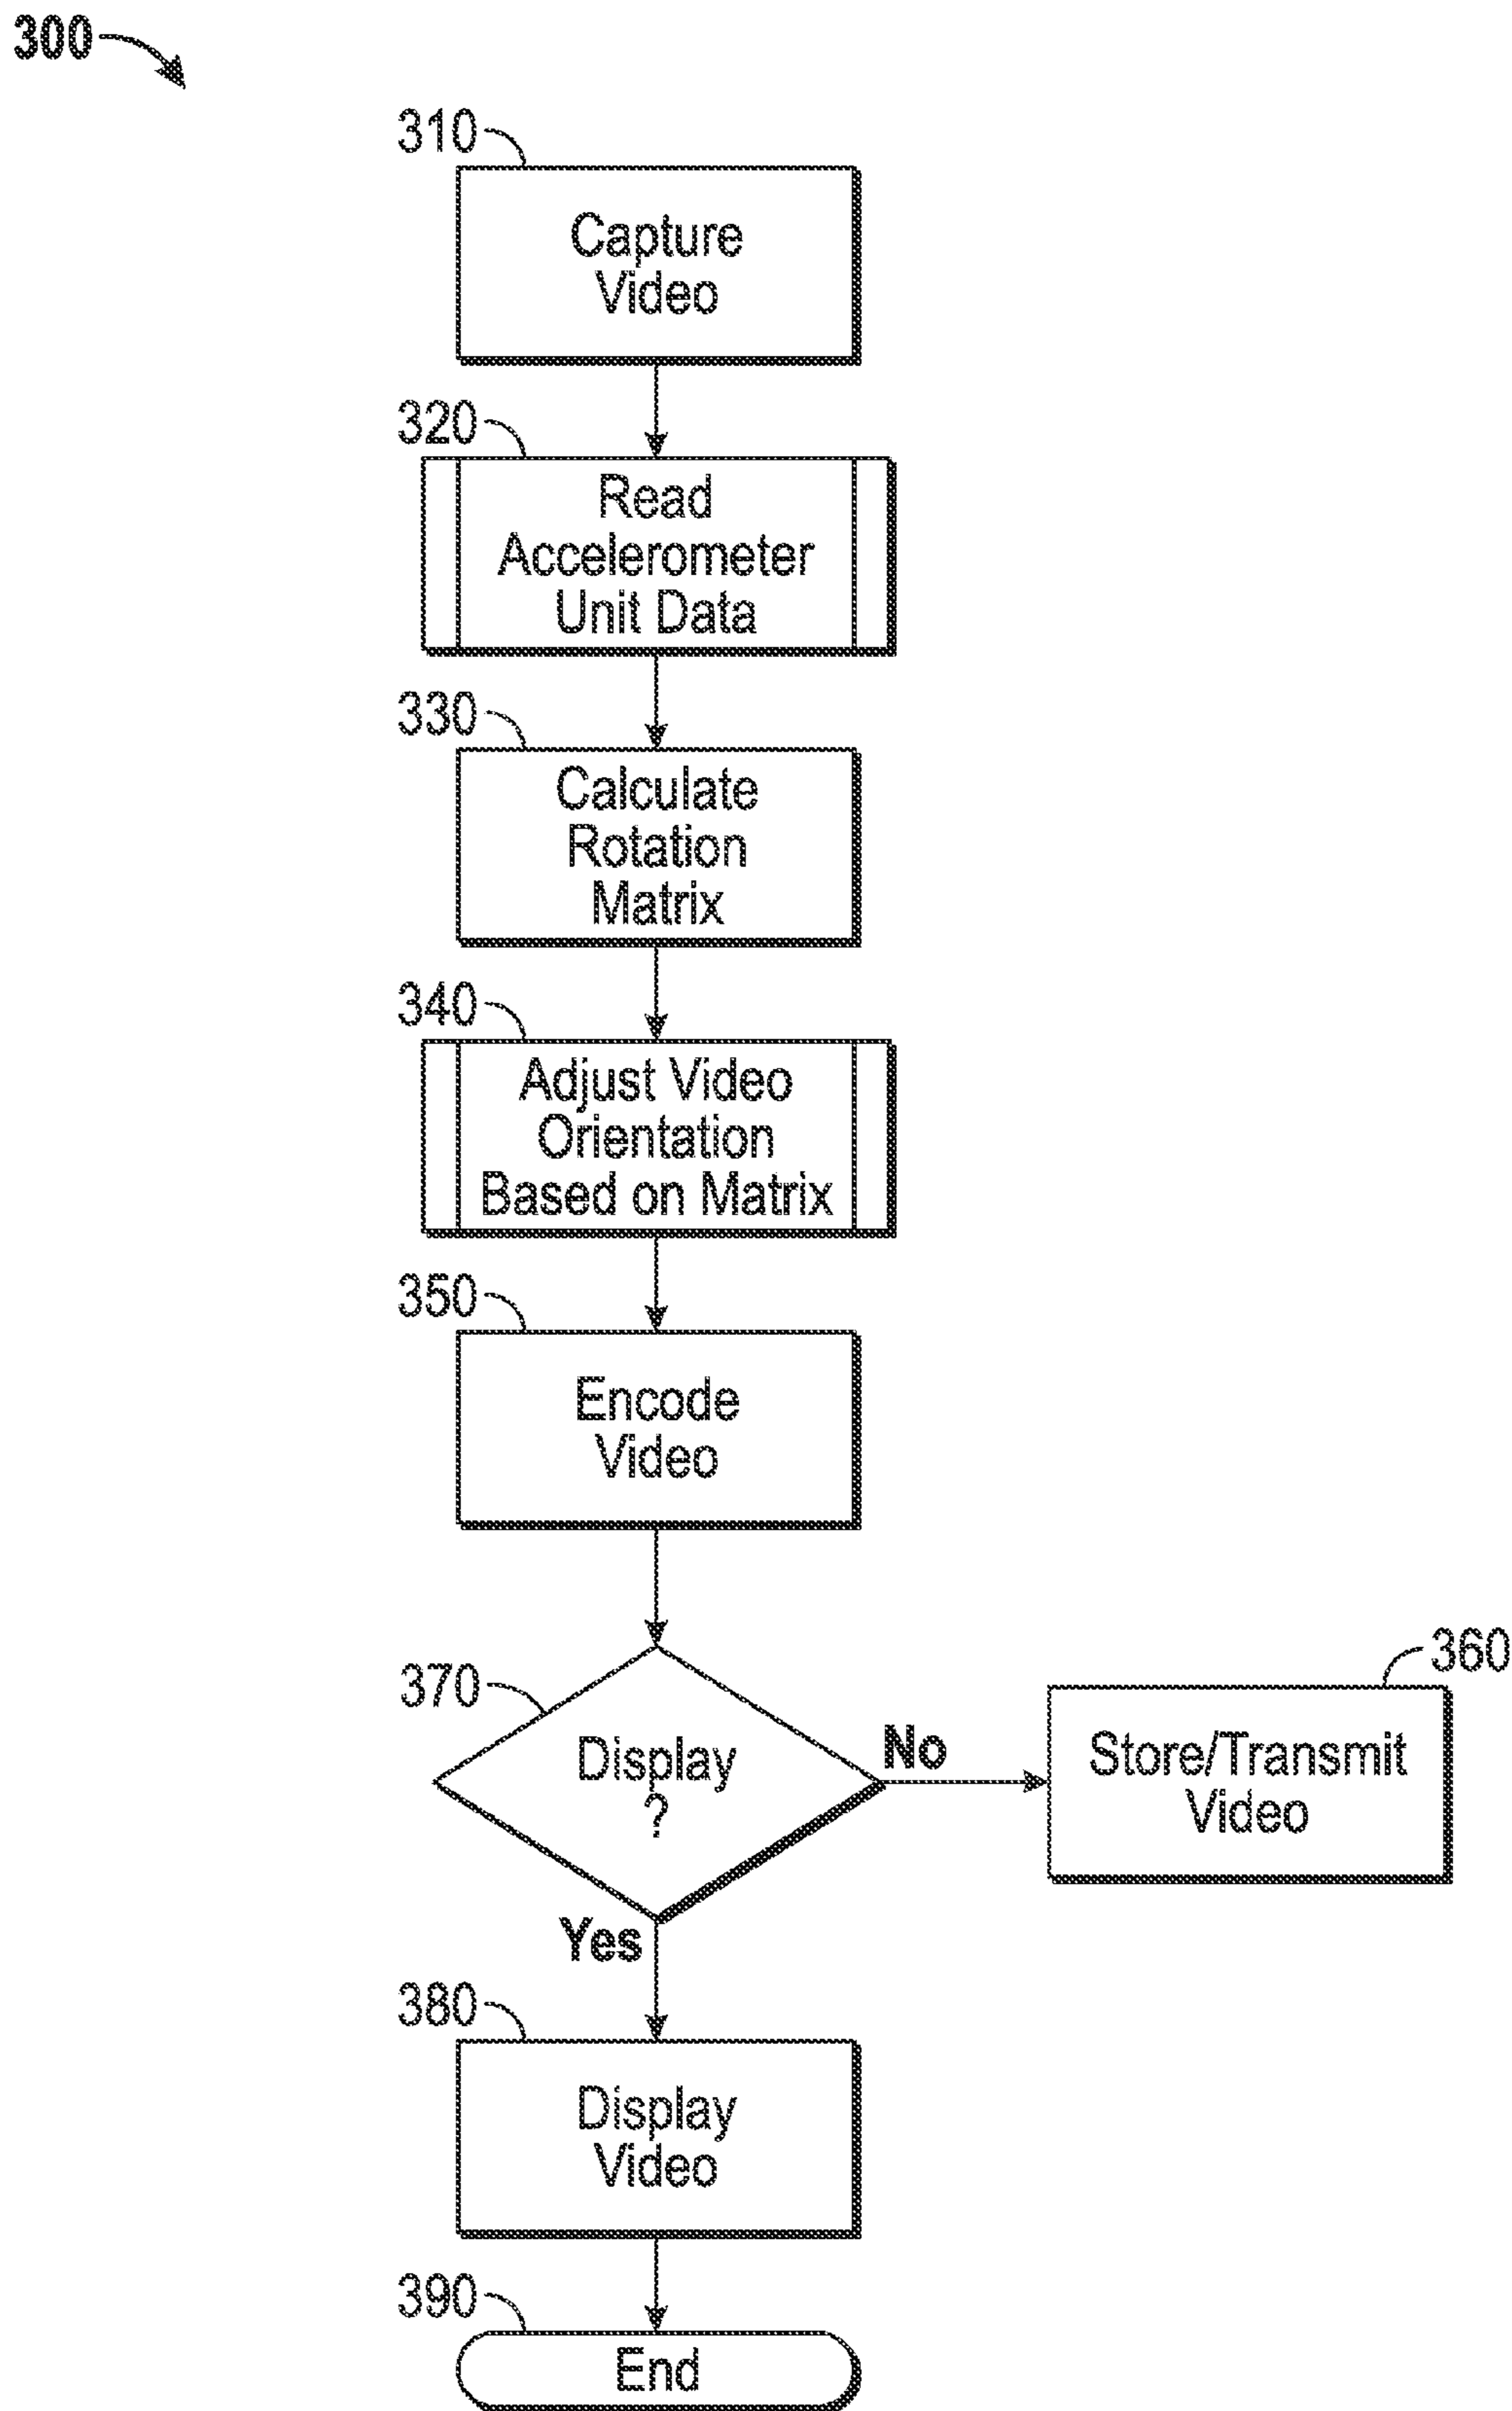 300
310
Capture
Video
320
Read
Accelerometer
Unit Data
330
Calculate
Rotation
Matrix
340
Adjust Video
Orientation
Based on Matrix
350
Encode
Video
370
Display
?
No
360
Store/Transmit
Video
Yes
380
Display
Video
390
End